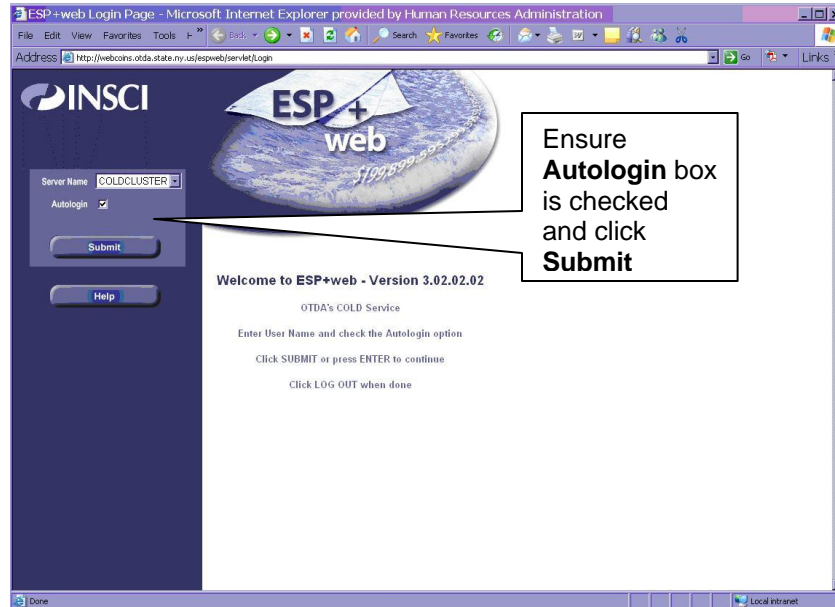 ESP+web Login Page - Microsoft Internet Explorer provided by Human Resources Administration
File Edit View Favorites Tools H »
Back Search Favorites
Address http://webcoins.otda.state.ny.us/espweb/servlet/Login Go Links
INSCI
ESP +
web
Server Name COLDCLUSTER
Autologin
Submit
Help
Ensure
Autologin box
is checked
and click
Submit
Welcome to ESP+web - Version 3.02.02.02
OTDA's COLD Service
Enter User Name and check the Autologin option
Click SUBMIT or press ENTER to continue
Click LOG OUT when done
Done
Local intranet